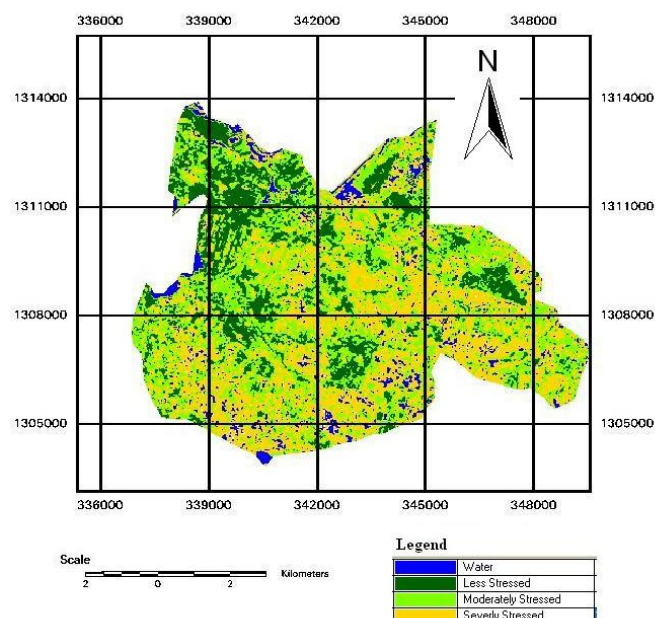 336000 339000 342000 345000 348000
N
1314000 1314000
1311000 1311000
1308000 1308000
1305000 1305000
336000 339000 342000 345000 348000
Scale
2 0 2 Kilometers
Legend
Water
Less Stressed
Moderately Stressed
Severly Stressed